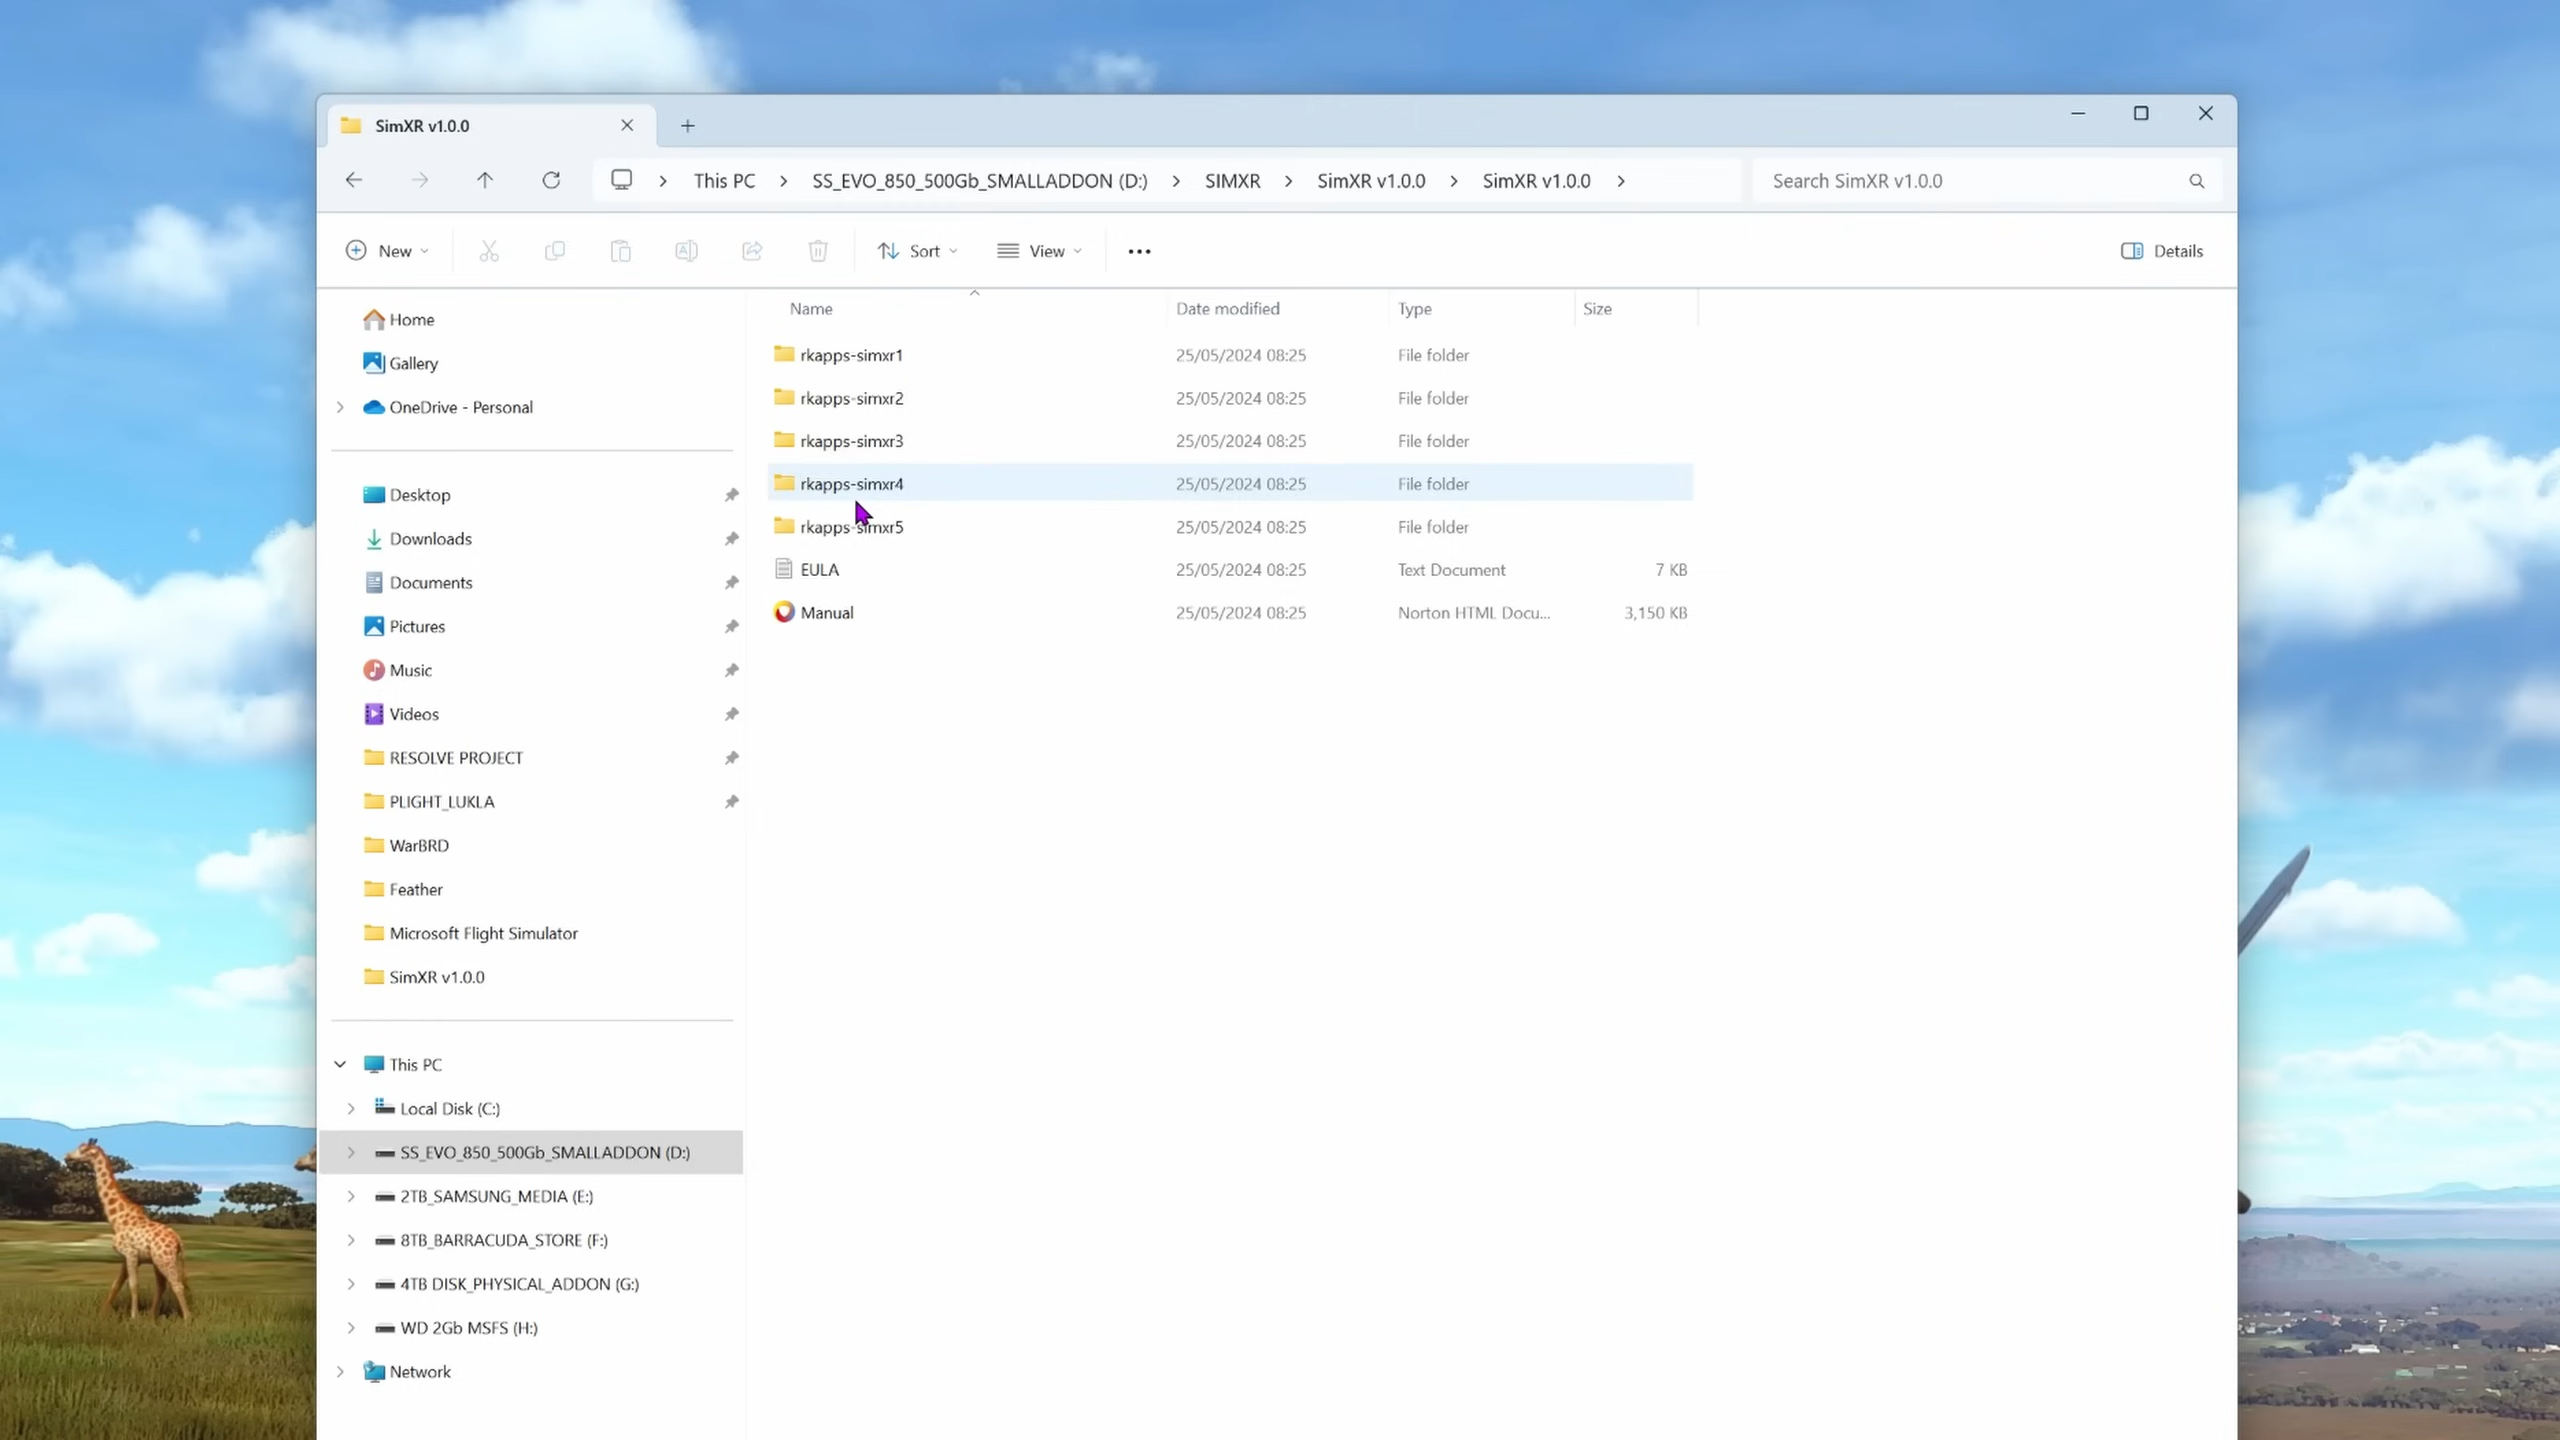 SimXR v1.0.0
This PC > SS_EVO_850_500Gb_SMALLADDON (D:) > SIMXR > SimXR v1.0.0 > SimXR v1.0.0 >
Search SimXR v1.0.0
New
Sort
View
Details
Name Date modified Type Size
rkapps-simxr1 25/05/2024 08:25 File folder
rkapps-simxr2 25/05/2024 08:25 File folder
rkapps-simxr3 25/05/2024 08:25 File folder
rkapps-simxr4 25/05/2024 08:25 File folder
rkapps-simxr5 25/05/2024 08:25 File folder
EULA 25/05/2024 08:25 Text Document 7 KB
Manual 25/05/2024 08:25 Norton HTML Docu... 3,150 KB
Home
Gallery
OneDrive - Personal
Desktop
Downloads
Documents
Pictures
Music
Videos
RESOLVE PROJECT
PLIGHT_LUKLA
WarBRD
Feather
Microsoft Flight Simulator
SimXR v1.0.0
This PC
Local Disk (C:)
SS_EVO_850_500Gb_SMALLADDON (D:)
2TB_SAMSUNG_MEDIA (E:)
8TB_BARRACUDA_STORE (F:)
4TB DISK_PHYSICAL_ADDON (G:)
WD 2Gb MSFS (H:)
Network